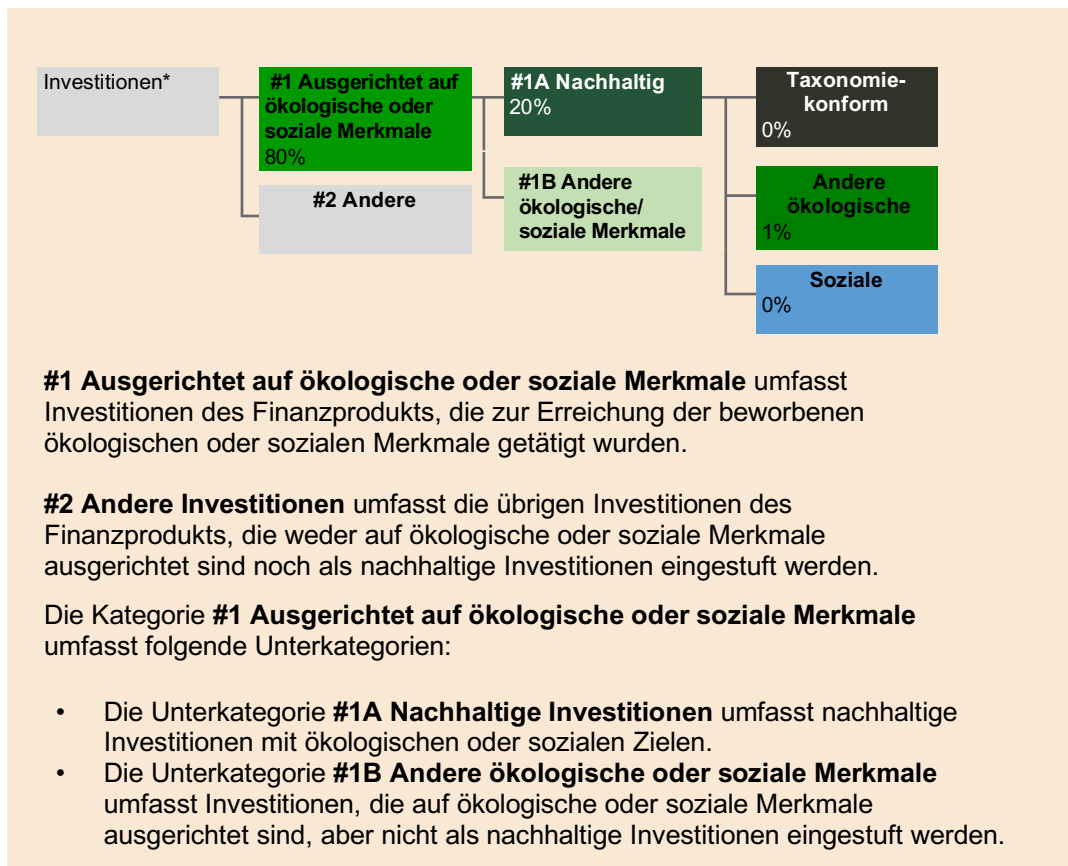 Investitionen*
#1 Ausgerichtet auf
ökologische oder
soziale Merkmale
80%
#2 Andere
#1A Nachhaltig
20%
#1B Andere
ökologische/
soziale Merkmale
Taxonomie-
konform
0%
Andere
ökologische
1%
Soziale
0%
#1 Ausgerichtet auf ökologische oder soziale Merkmale umfasst
Investitionen des Finanzprodukts, die zur Erreichung der beworbenen
ökologischen oder sozialen Merkmale getätigt wurden.
#2 Andere Investitionen umfasst die übrigen Investitionen des
Finanzprodukts, die weder auf ökologische oder soziale Merkmale
ausgerichtet sind noch als nachhaltige Investitionen eingestuft werden.
Die Kategorie #1 Ausgerichtet auf ökologische oder soziale Merkmale
umfasst folgende Unterkategorien:
• Die Unterkategorie #1A Nachhaltige Investitionen umfasst nachhaltige
Investitionen mit ökologischen oder sozialen Zielen.
• Die Unterkategorie #1B Andere ökologische oder soziale Merkmale
umfasst Investitionen, die auf ökologische oder soziale Merkmale
ausgerichtet sind, aber nicht als nachhaltige Investitionen eingestuft werden.